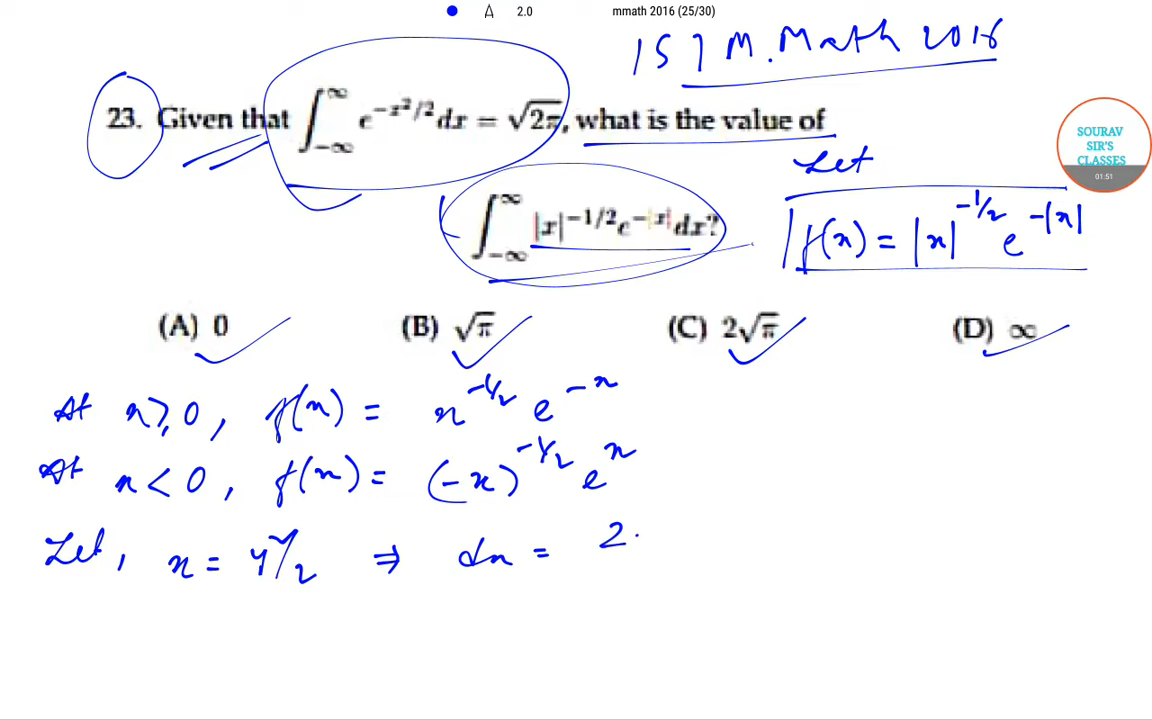 A 2.0 mmath 2016 (25/30)
ISI M.Math 2016
23. Given that ∫_{-∞}^{∞} e^{-x²/2} dx = √2π, what is the value of
SOURAV
SIR'S
CLASSES
01:51
Let
∫_{-∞}^{∞} |x|^{-1/2} e^{-|x|} dx?
f(x) = |x|^{-1/2} e^{-|x|}
(A) 0 (B) √π (C) 2√π (D) ∞
At x ≥ 0, f(x) = x^{-1/2} e^{-x}
At x < 0, f(x) = (-x)^{-1/2} e^{x}
Let, x = y²/2 ⇒ dx = 2.